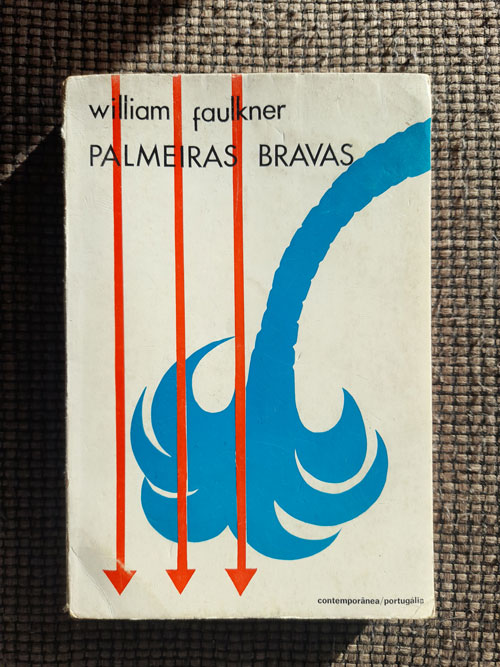 william faulkner
PALMEIRAS BRAVAS
contemporânea/portugália